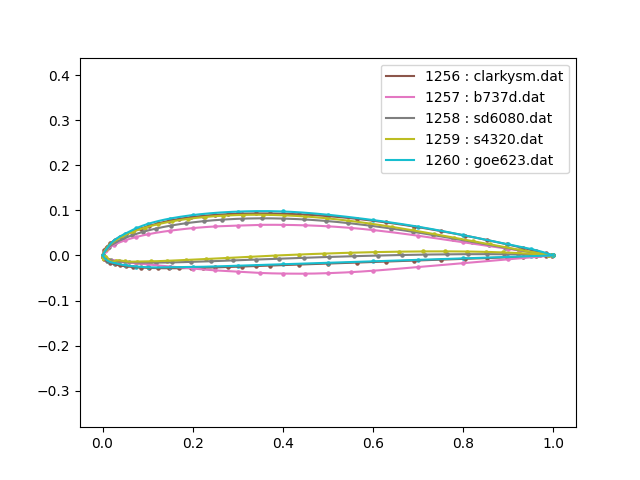 0.4
0.3
0.2
0.1
0.0
−0.1
−0.2
−0.3
0.0 0.2 0.4 0.6 0.8 1.0
1256 : clarkysm.dat
1257 : b737d.dat
1258 : sd6080.dat
1259 : s4320.dat
1260 : goe623.dat